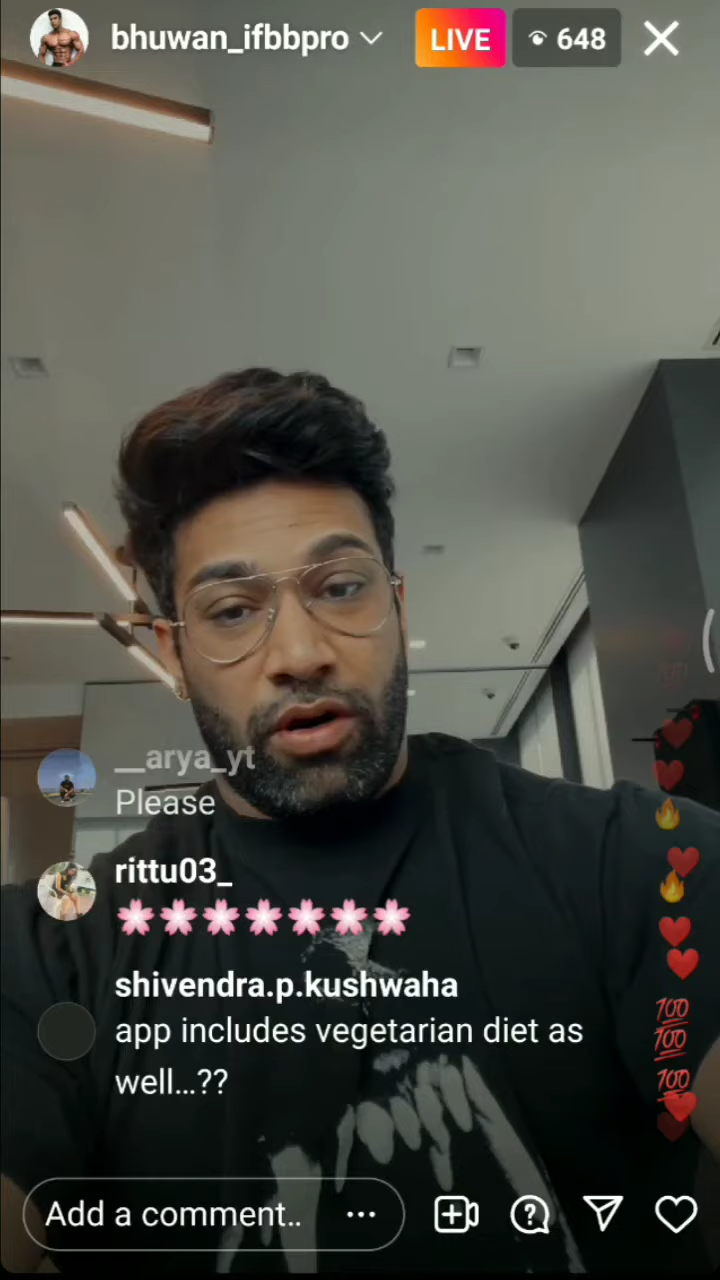 bhuwan_ifbbpro
LIVE
648
__arya_yt
Please
rittu03_
🌸🌸🌸🌸🌸🌸🌸
shivendra.p.kushwaha
app includes vegetarian diet as
well...??
💯
💯
💯
Add a comment..